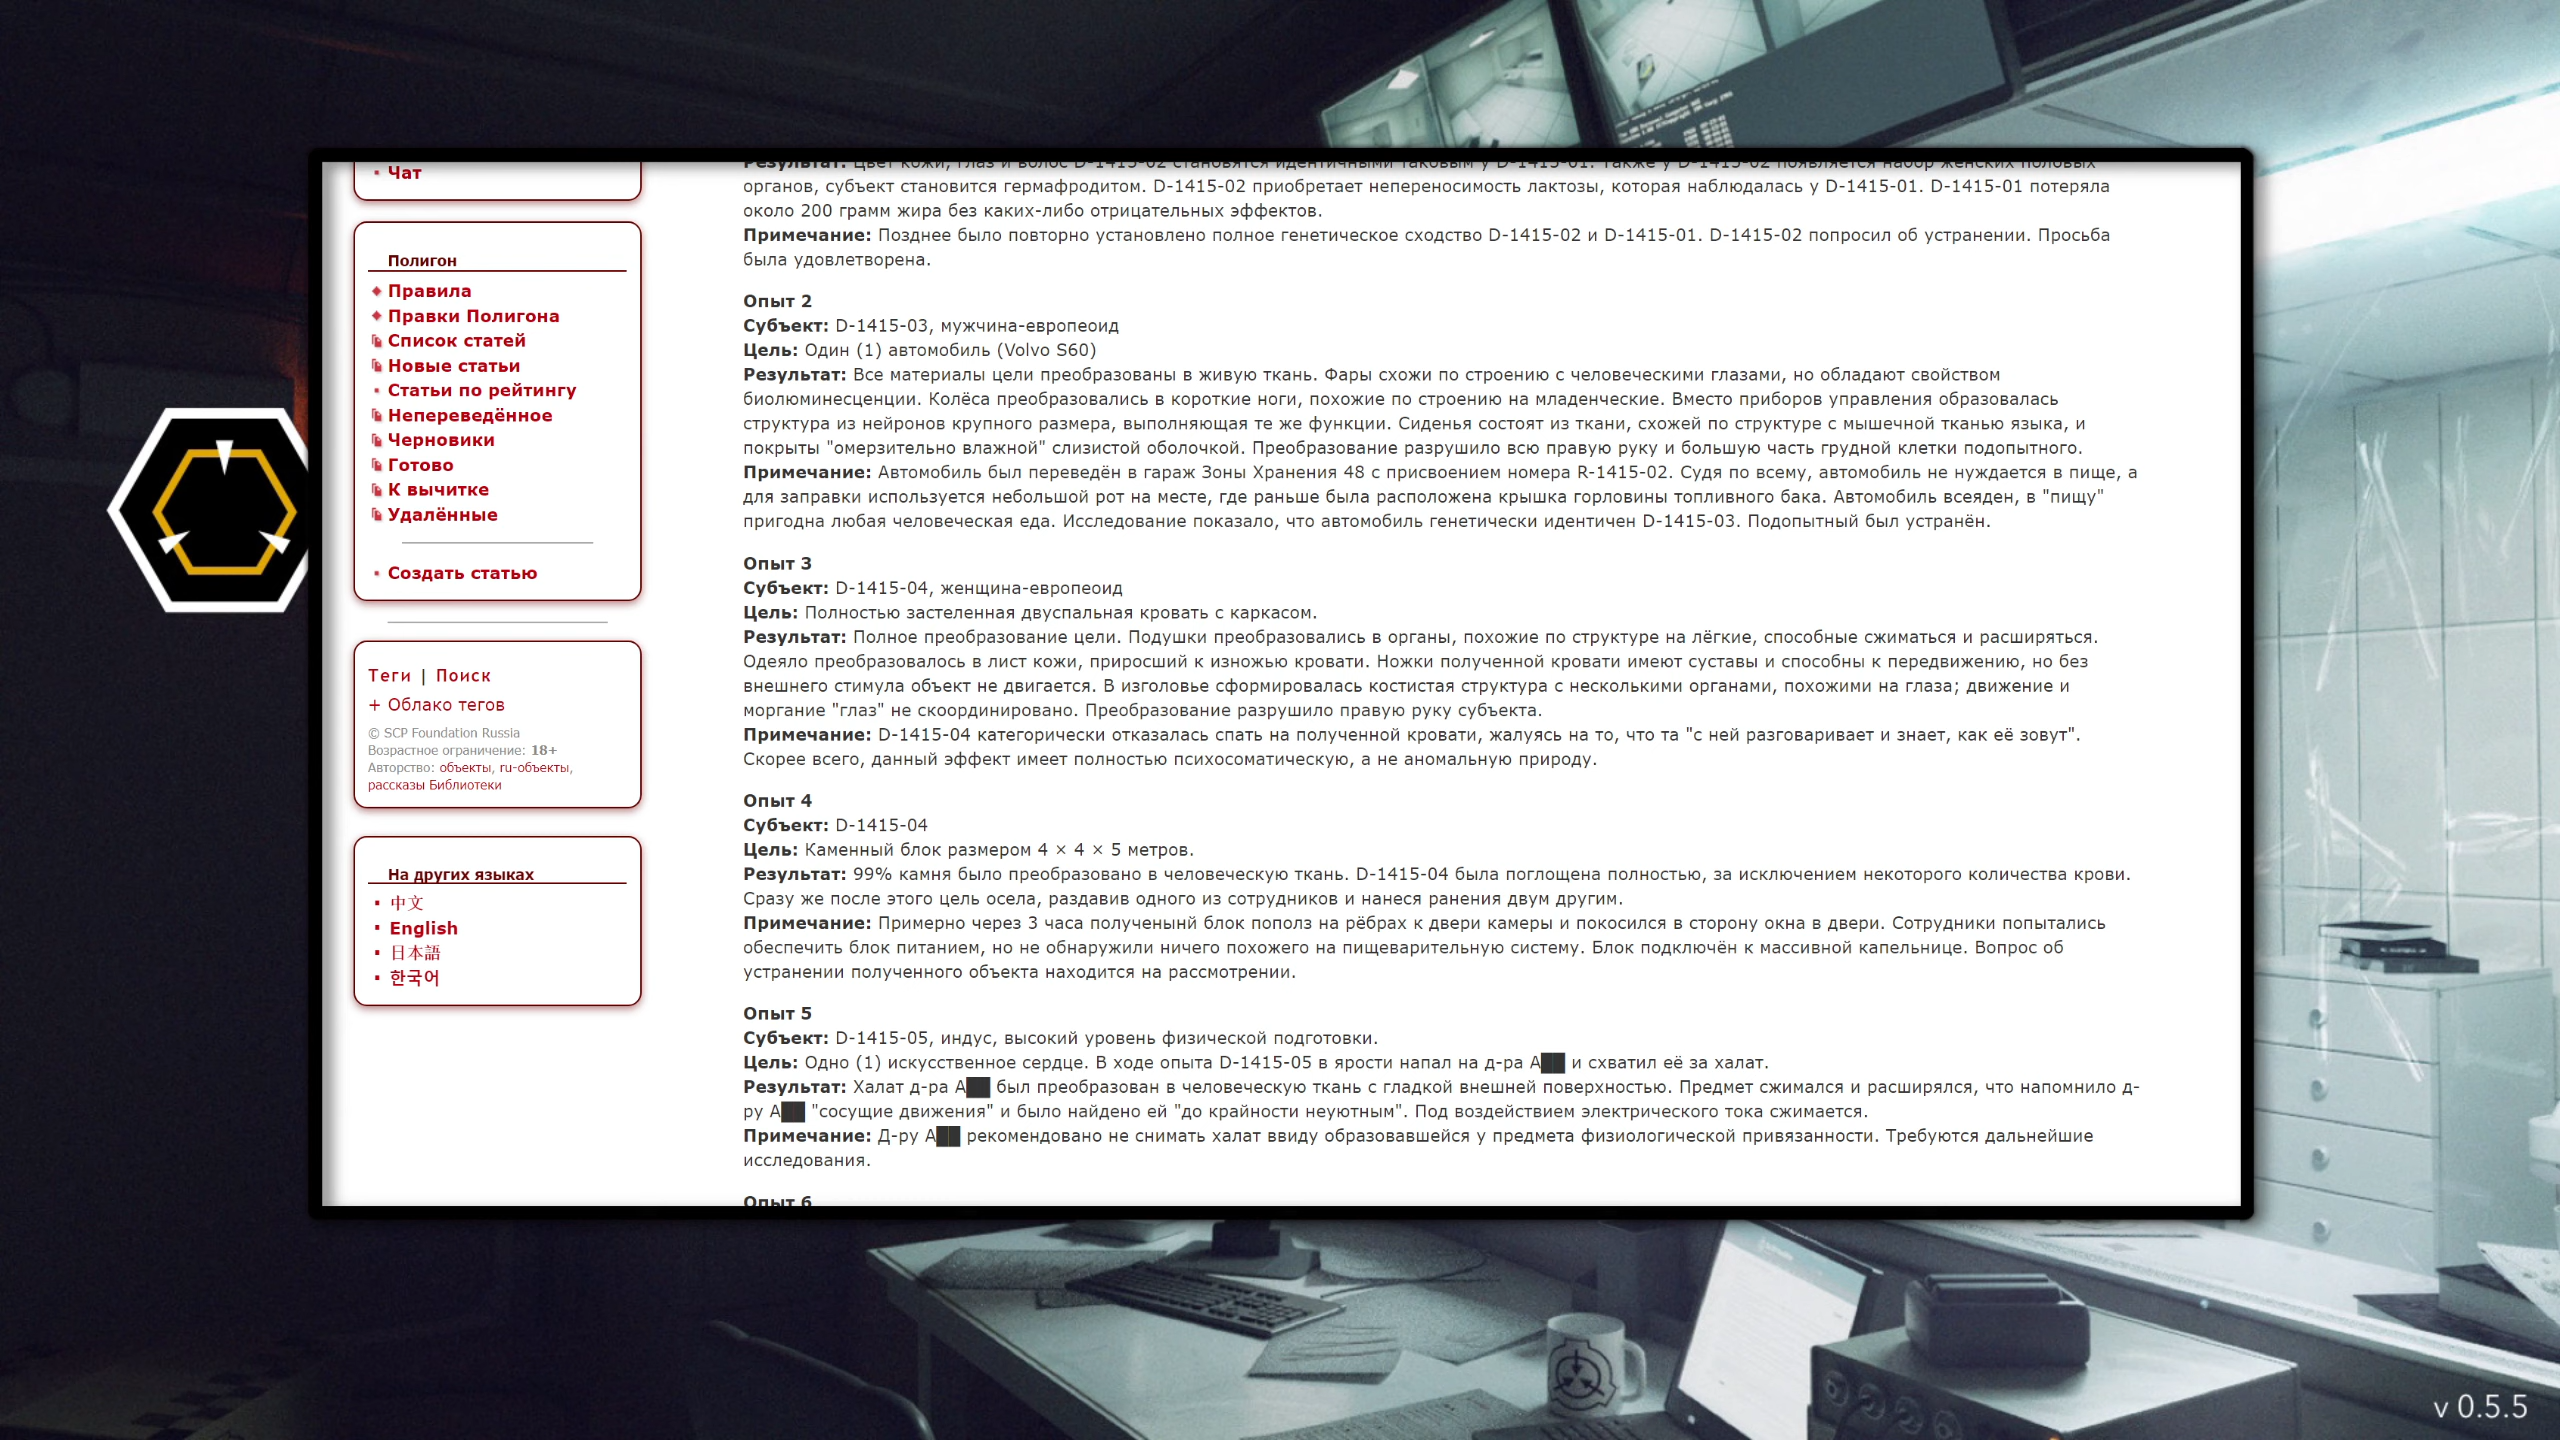 Чат
Полигон
Правила
Правки Полигона
Список статей
Новые статьи
Статьи по рейтингу
Непереведённое
Черновики
Готово
К вычитке
Удалённые
Создать статью
Теги | Поиск
+ Облако тегов
© SCP Foundation Russia
Возрастное ограничение: 18+
Авторство: объекты, ru-объекты,
рассказы Библиотеки
На других языках
中文
English
日本語
한국어
Результат: Цвет кожи, глаз и волос D-1415-02 становятся идентичными таковым у D-1415-01. Также у D-1415-02 появляется набор женских половых
органов, субъект становится гермафродитом. D-1415-02 приобретает непереносимость лактозы, которая наблюдалась у D-1415-01. D-1415-01 потеряла
около 200 грамм жира без каких-либо отрицательных эффектов.
Примечание: Позднее было повторно установлено полное генетическое сходство D-1415-02 и D-1415-01. D-1415-02 попросил об устранении. Просьба
была удовлетворена.
Опыт 2
Субъект: D-1415-03, мужчина-европеоид
Цель: Один (1) автомобиль (Volvo S60)
Результат: Все материалы цели преобразованы в живую ткань. Фары схожи по строению с человеческими глазами, но обладают свойством
биолюминесценции. Колёса преобразовались в короткие ноги, похожие по строению на младенческие. Вместо приборов управления образовалась
структура из нейронов крупного размера, выполняющая те же функции. Сиденья состоят из ткани, схожей по структуре с мышечной тканью языка, и
покрыты "омерзительно влажной" слизистой оболочкой. Преобразование разрушило всю правую руку и большую часть грудной клетки подопытного.
Примечание: Автомобиль был переведён в гараж Зоны Хранения 48 с присвоением номера R-1415-02. Судя по всему, автомобиль не нуждается в пище, а
для заправки используется небольшой рот на месте, где раньше была расположена крышка горловины топливного бака. Автомобиль всеяден, в "пищу"
пригодна любая человеческая еда. Исследование показало, что автомобиль генетически идентичен D-1415-03. Подопытный был устранён.
Опыт 3
Субъект: D-1415-04, женщина-европеоид
Цель: Полностью застеленная двуспальная кровать с каркасом.
Результат: Полное преобразование цели. Подушки преобразовались в органы, похожие по структуре на лёгкие, способные сжиматься и расширяться.
Одеяло преобразовалось в лист кожи, приросший к изножью кровати. Ножки полученной кровати имеют суставы и способны к передвижению, но без
внешнего стимула объект не двигается. В изголовье сформировалась костистая структура с несколькими органами, похожими на глаза; движение и
моргание "глаз" не скоординировано. Преобразование разрушило правую руку субъекта.
Примечание: D-1415-04 категорически отказалась спать на полученной кровати, жалуясь на то, что та "с ней разговаривает и знает, как её зовут".
Скорее всего, данный эффект имеет полностью психосоматическую, а не аномальную природу.
Опыт 4
Субъект: D-1415-04
Цель: Каменный блок размером 4 × 4 × 5 метров.
Результат: 99% камня было преобразовано в человеческую ткань. D-1415-04 была поглощена полностью, за исключением некоторого количества крови.
Сразу же после этого цель осела, раздавив одного из сотрудников и нанеся ранения двум другим.
Примечание: Примерно через 3 часа полученынй блок пополз на рёбрах к двери камеры и покосился в сторону окна в двери. Сотрудники попытались
обеспечить блок питанием, но не обнаружили ничего похожего на пищеварительную систему. Блок подключён к массивной капельнице. Вопрос об
устранении полученного объекта находится на рассмотрении.
Опыт 5
Субъект: D-1415-05, индус, высокий уровень физической подготовки.
Цель: Одно (1) искусственное сердце. В ходе опыта D-1415-05 в ярости напал на д-ра А██ и схватил её за халат.
Результат: Халат д-ра А██ был преобразован в человеческую ткань с гладкой внешней поверхностью. Предмет сжимался и расширялся, что напомнило д-
ру А██ "сосущие движения" и было найдено ей "до крайности неуютным". Под воздействием электрического тока сжимается.
Примечание: Д-ру А██ рекомендовано не снимать халат ввиду образовавшейся у предмета физиологической привязанности. Требуются дальнейшие
исследования.
Опыт 6
v 0.5.5